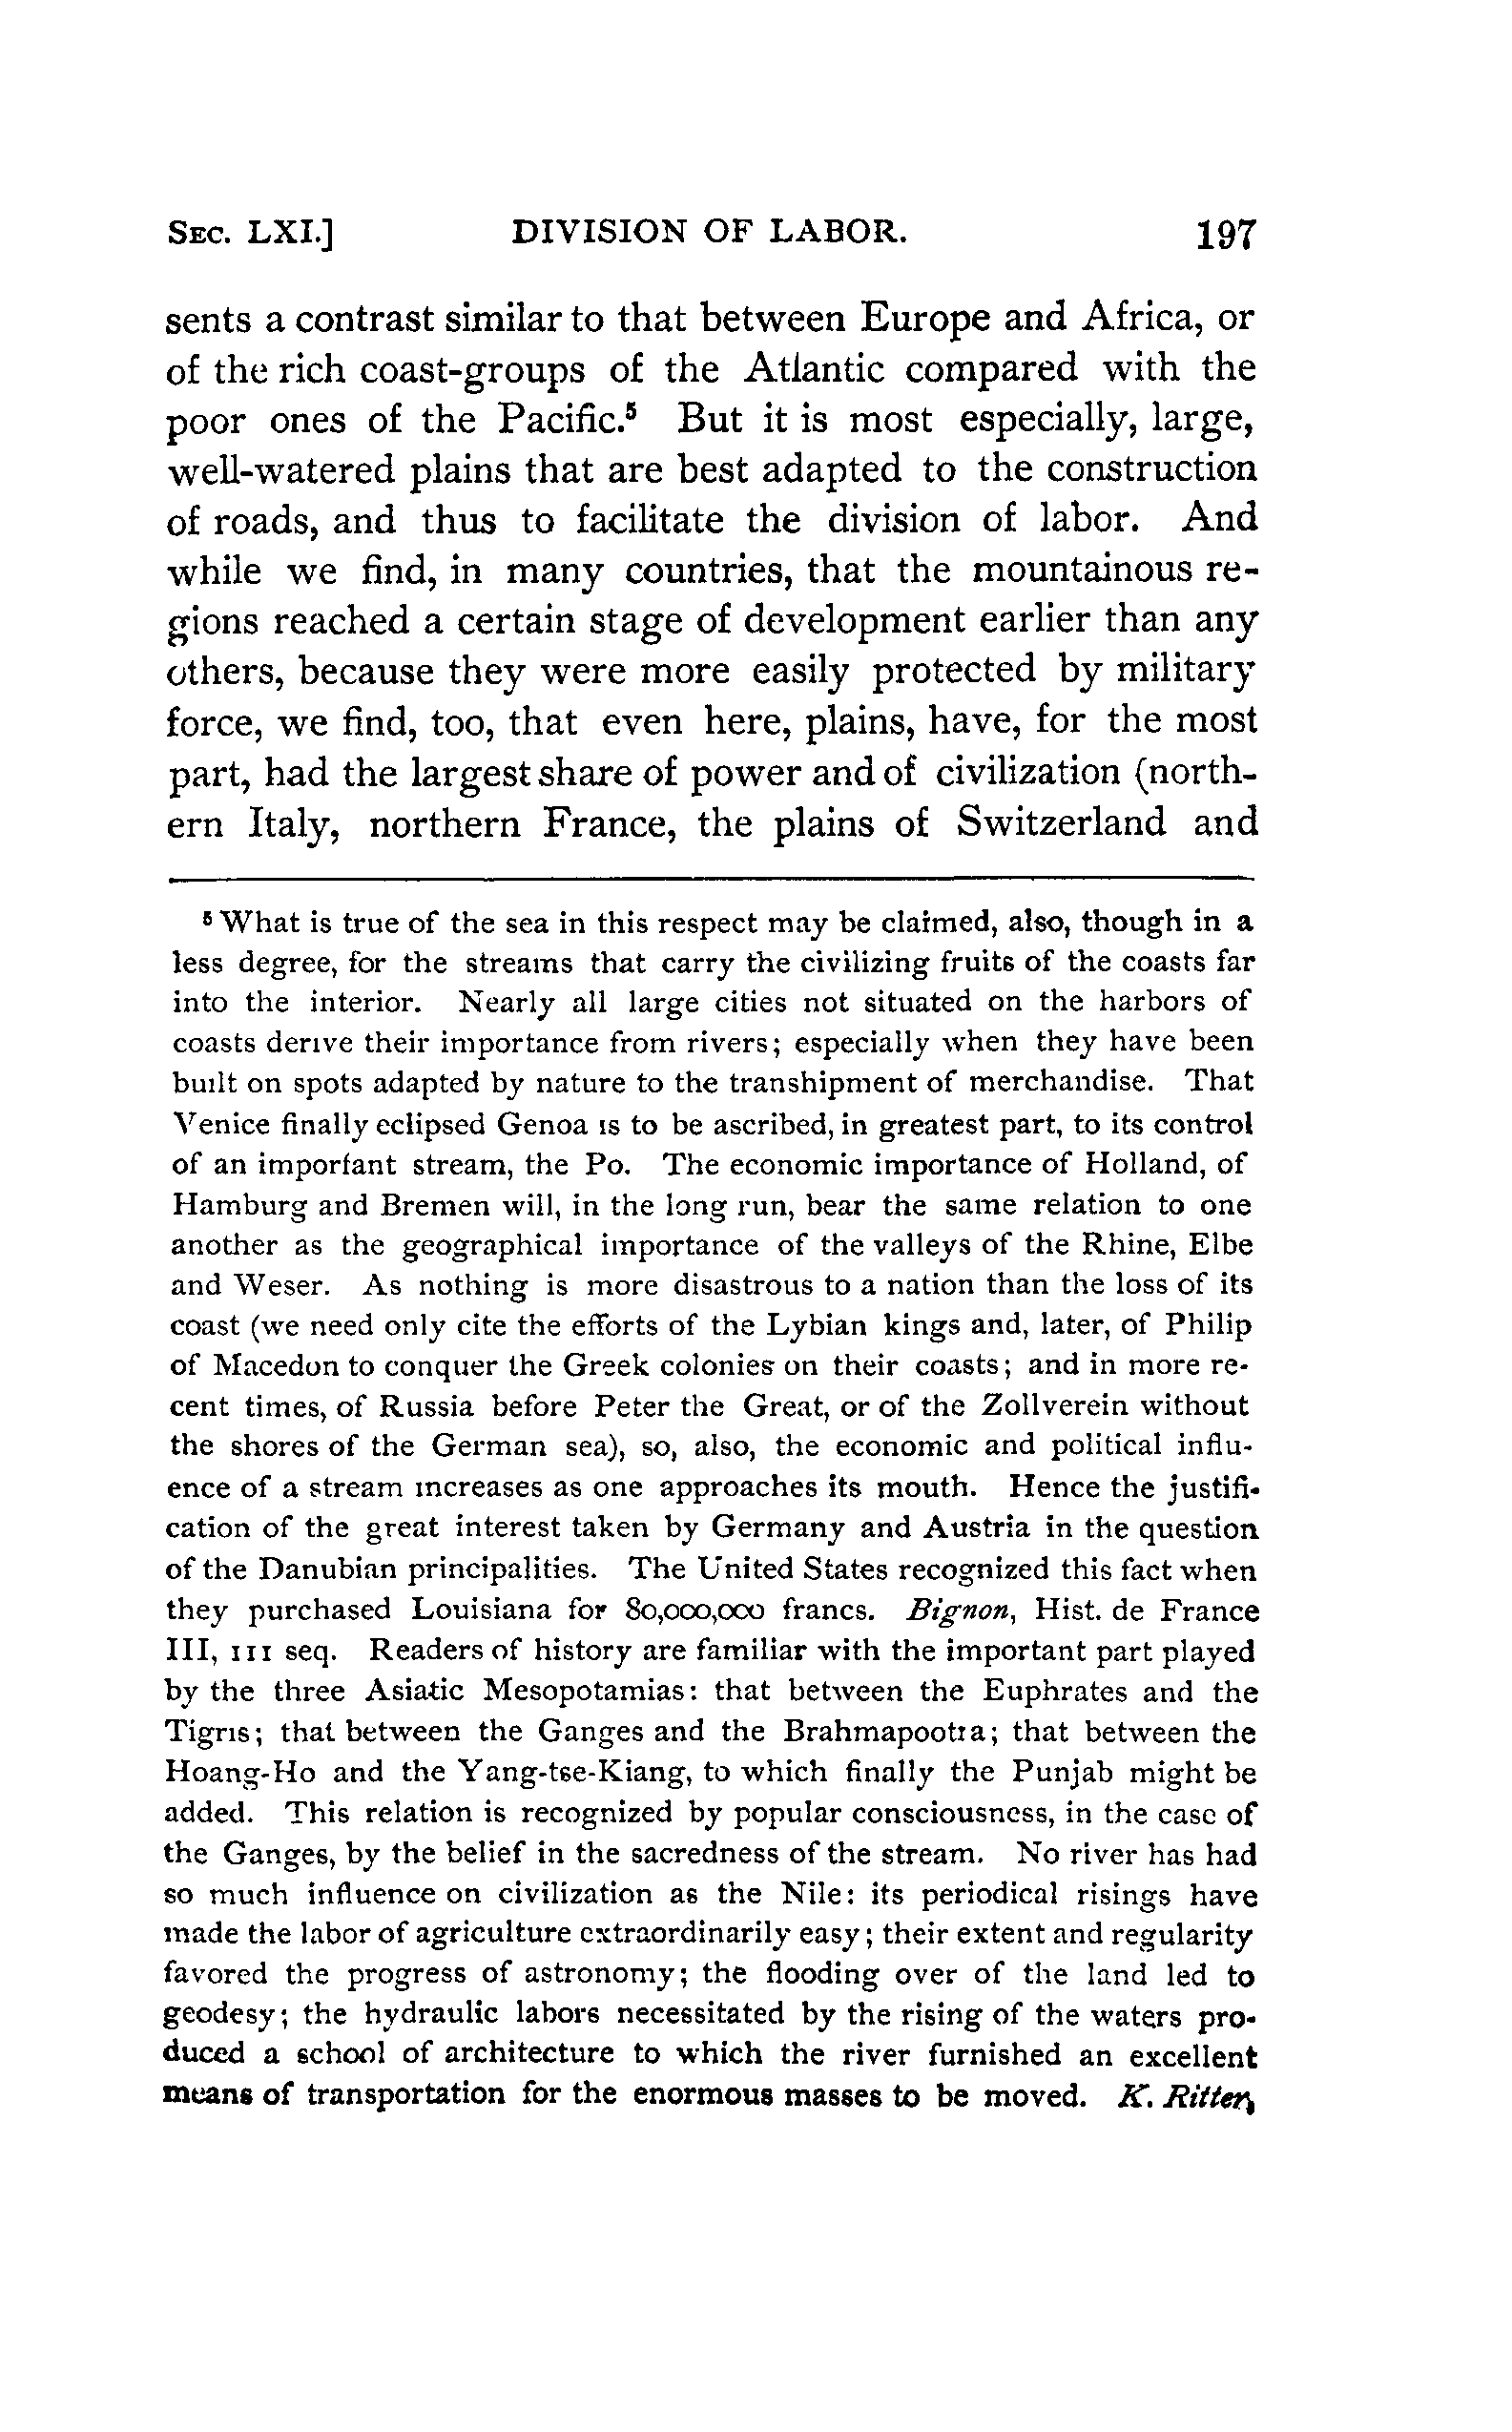 SEC. LXI.] DIVISION OF LABOR. 197
sents a contrast similar to that between Europe and Africa, or
of the rich coast-groups of the Atlantic compared with the
poor ones of the Pacific.⁵ But it is most especially, large,
well-watered plains that are best adapted to the construction
of roads, and thus to facilitate the division of labor. And
while we find, in many countries, that the mountainous re-
gions reached a certain stage of development earlier than any
others, because they were more easily protected by military
force, we find, too, that even here, plains, have, for the most
part, had the largest share of power and of civilization (north-
ern Italy, northern France, the plains of Switzerland and
⁵ What is true of the sea in this respect may be claimed, also, though in a
less degree, for the streams that carry the civilizing fruits of the coasts far
into the interior. Nearly all large cities not situated on the harbors of
coasts derive their importance from rivers; especially when they have been
built on spots adapted by nature to the transhipment of merchandise. That
Venice finally eclipsed Genoa is to be ascribed, in greatest part, to its control
of an important stream, the Po. The economic importance of Holland, of
Hamburg and Bremen will, in the long run, bear the same relation to one
another as the geographical importance of the valleys of the Rhine, Elbe
and Weser. As nothing is more disastrous to a nation than the loss of its
coast (we need only cite the efforts of the Lybian kings and, later, of Philip
of Macedon to conquer the Greek colonies on their coasts; and in more re-
cent times, of Russia before Peter the Great, or of the Zollverein without
the shores of the German sea), so, also, the economic and political influ-
ence of a stream increases as one approaches its mouth. Hence the justifi-
cation of the great interest taken by Germany and Austria in the question
of the Danubian principalities. The United States recognized this fact when
they purchased Louisiana for 80,000,000 francs. Bignon, Hist. de France
III, 111 seq. Readers of history are familiar with the important part played
by the three Asiatic Mesopotamias: that between the Euphrates and the
Tigris; that between the Ganges and the Brahmapootra; that between the
Hoang-Ho and the Yang-tse-Kiang, to which finally the Punjab might be
added. This relation is recognized by popular consciousness, in the case of
the Ganges, by the belief in the sacredness of the stream. No river has had
so much influence on civilization as the Nile: its periodical risings have
made the labor of agriculture extraordinarily easy; their extent and regularity
favored the progress of astronomy; the flooding over of the land led to
geodesy; the hydraulic labors necessitated by the rising of the waters pro-
duced a school of architecture to which the river furnished an excellent
means of transportation for the enormous masses to be moved. K. Ritter,